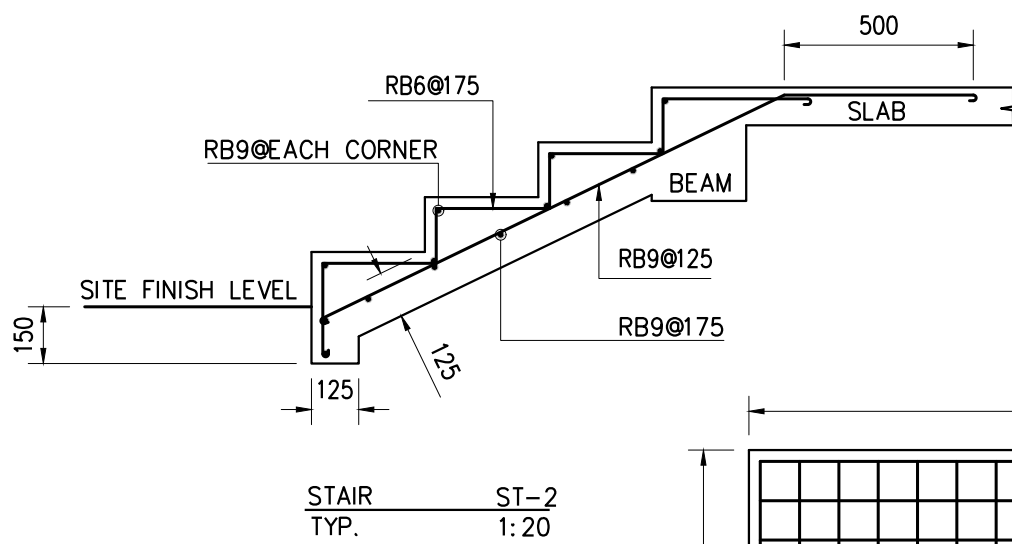 500
RB6@175
SLAB
RB9@EACH CORNER
BEAM
RB9@125
SITE FINISH LEVEL
RB9@175
150
125
125
STAIR ST-2
TYP. 1:20